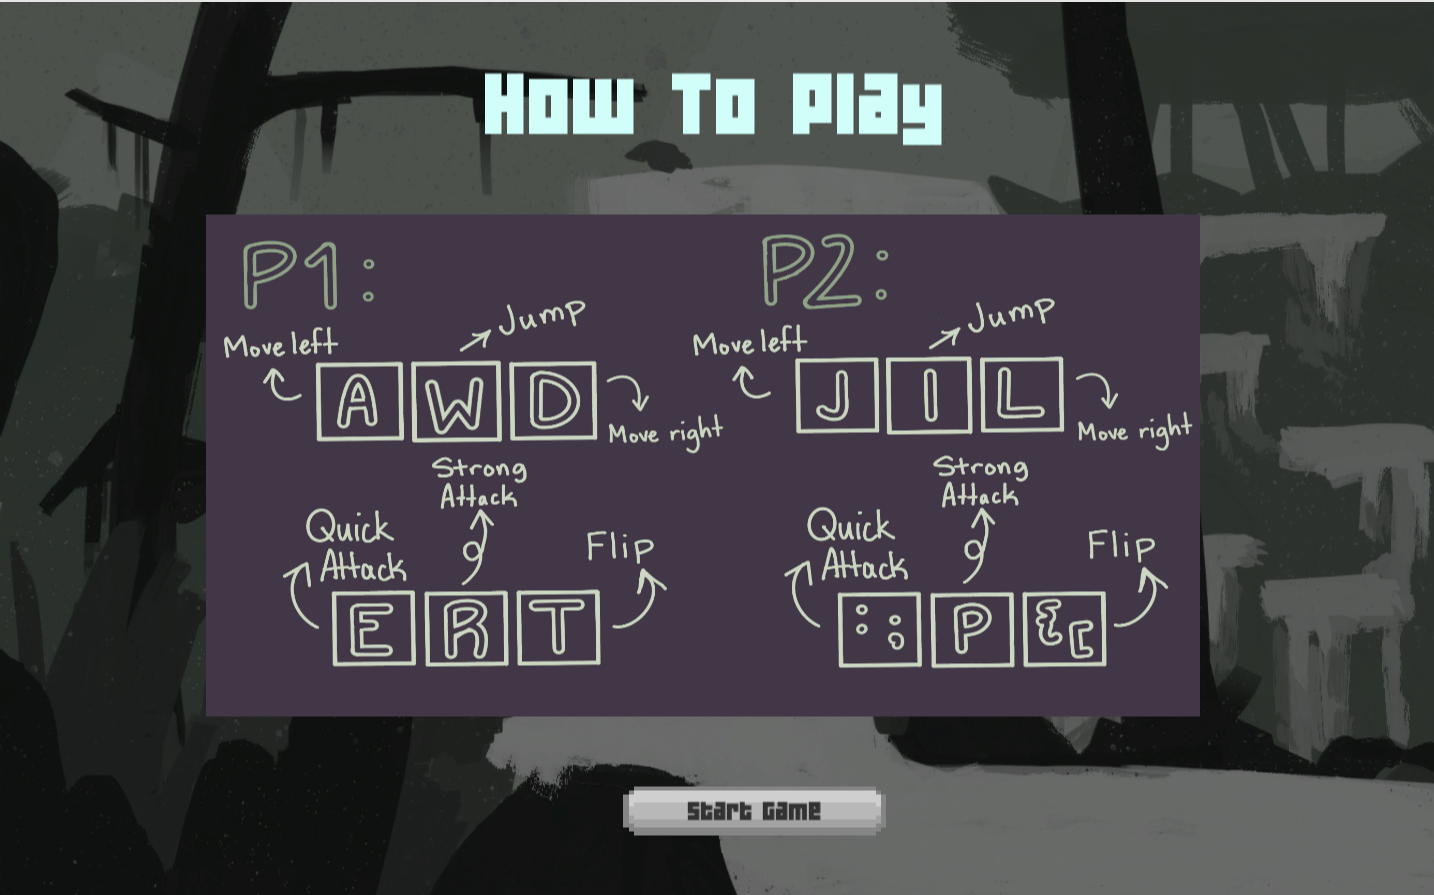 How To Play
P1:
Move left
Jump
A W D
Move right
Quick
Attack
Strong
Attack
Flip
E R T
P2:
Move left
Jump
J I L
Move right
Quick
Attack
Strong
Attack
Flip
: ; P { [
Start Game